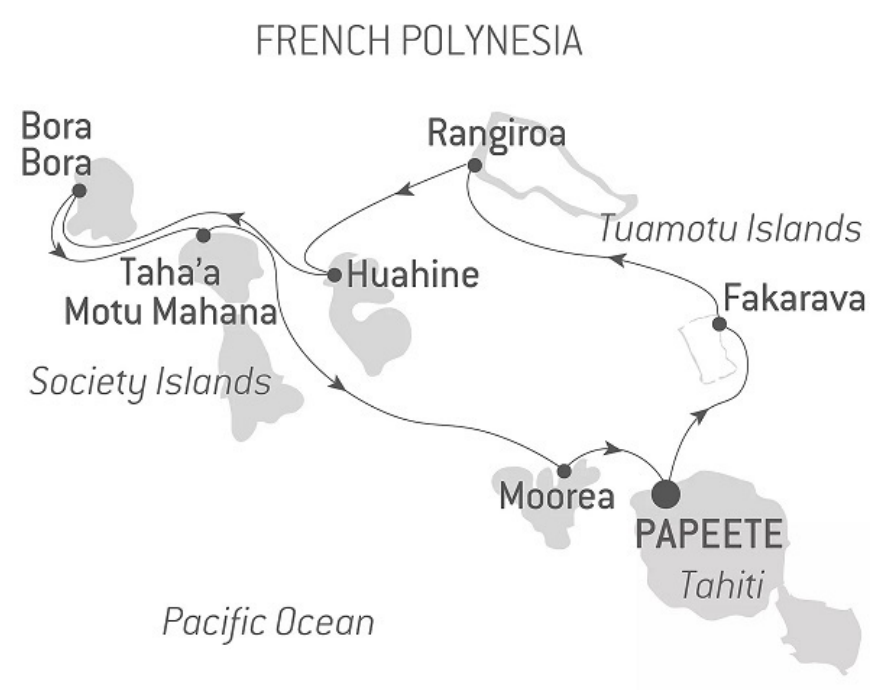 FRENCH POLYNESIA
Bora
Bora
Rangiroa
Tuamotu Islands
Taha'a
Motu Mahana
Huahine
Fakarava
Society Islands
Moorea
PAPEETE
Tahiti
Pacific Ocean